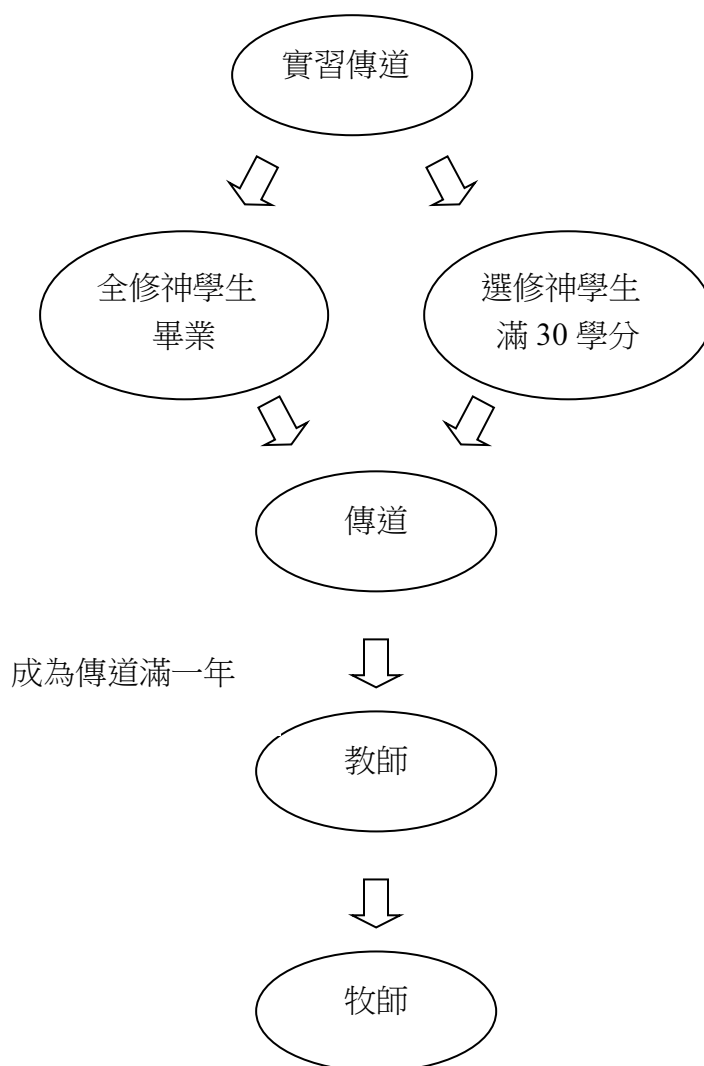 實習傳道
全修神學生
畢業
選修神學生
滿 30 學分
傳道
成為傳道滿一年
教師
牧師